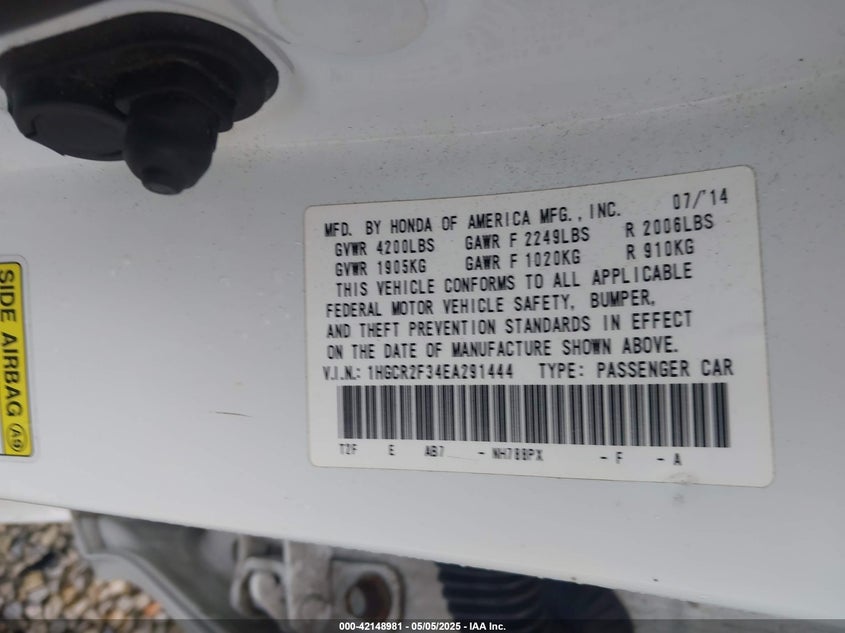 MFD. BY HONDA OF AMERICA MFG., INC. 07/'14
GVWR 4200LBS GAWR F 2249LBS R 2006LBS
GVWR 1905KG GAWR F 1020KG R 910KG
THIS VEHICLE CONFORMS TO ALL APPLICABLE
FEDERAL MOTOR VEHICLE SAFETY, BUMPER,
AND THEFT PREVENTION STANDARDS IN EFFECT
ON THE DATE OF MANUFACTURE SHOWN ABOVE.
V.I.N.: 1HGCR2F34EA291444 TYPE: PASSENGER CAR
T2F E AB7 - NH788PX - F - A
SIDE AIRBAG A9
000-42148981 - 05/05/2025 - IAA Inc.